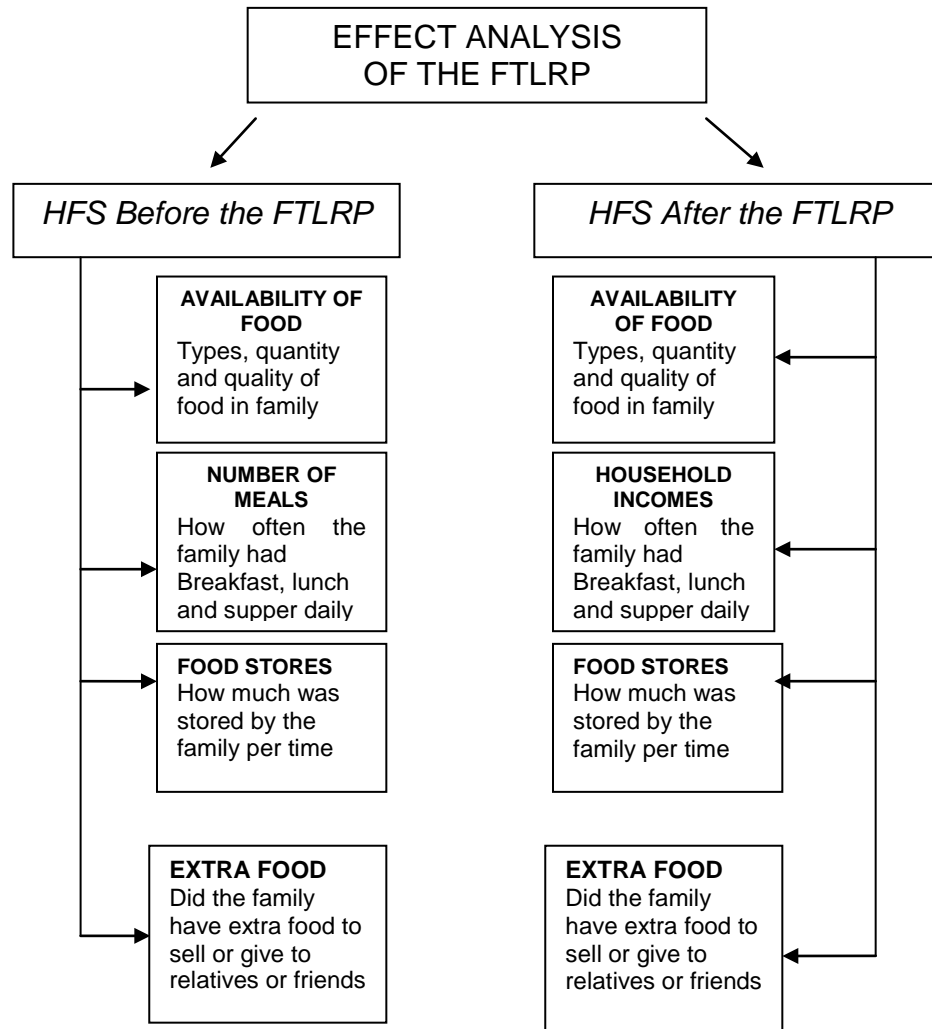 EFFECT ANALYSIS
OF THE FTLRP
HFS Before the FTLRP
AVAILABILITY OF
FOOD
Types, quantity
and quality of
food in family
NUMBER OF
MEALS
How often the
family had
Breakfast, lunch
and supper daily
FOOD STORES
How much was
stored by the
family per time
EXTRA FOOD
Did the family
have extra food to
sell or give to
relatives or friends
HFS After the FTLRP
AVAILABILITY
OF FOOD
Types, quantity
and quality of
food in family
HOUSEHOLD
INCOMES
How often the
family had
Breakfast, lunch
and supper daily
FOOD STORES
How much was
stored by the
family per time
EXTRA FOOD
Did the family
have extra food to
sell or give to
relatives or friends